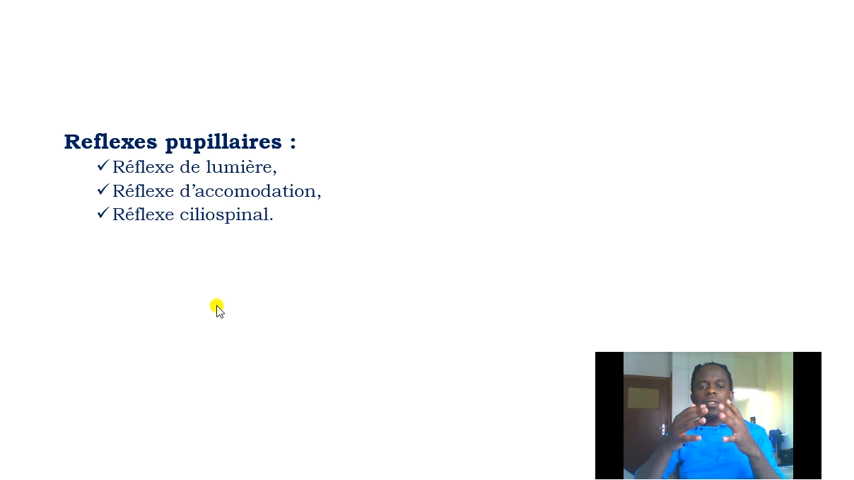 Reflexes pupillaires :
✓Réflexe de lumière,
✓Réflexe d’accomodation,
✓Réflexe ciliospinal.